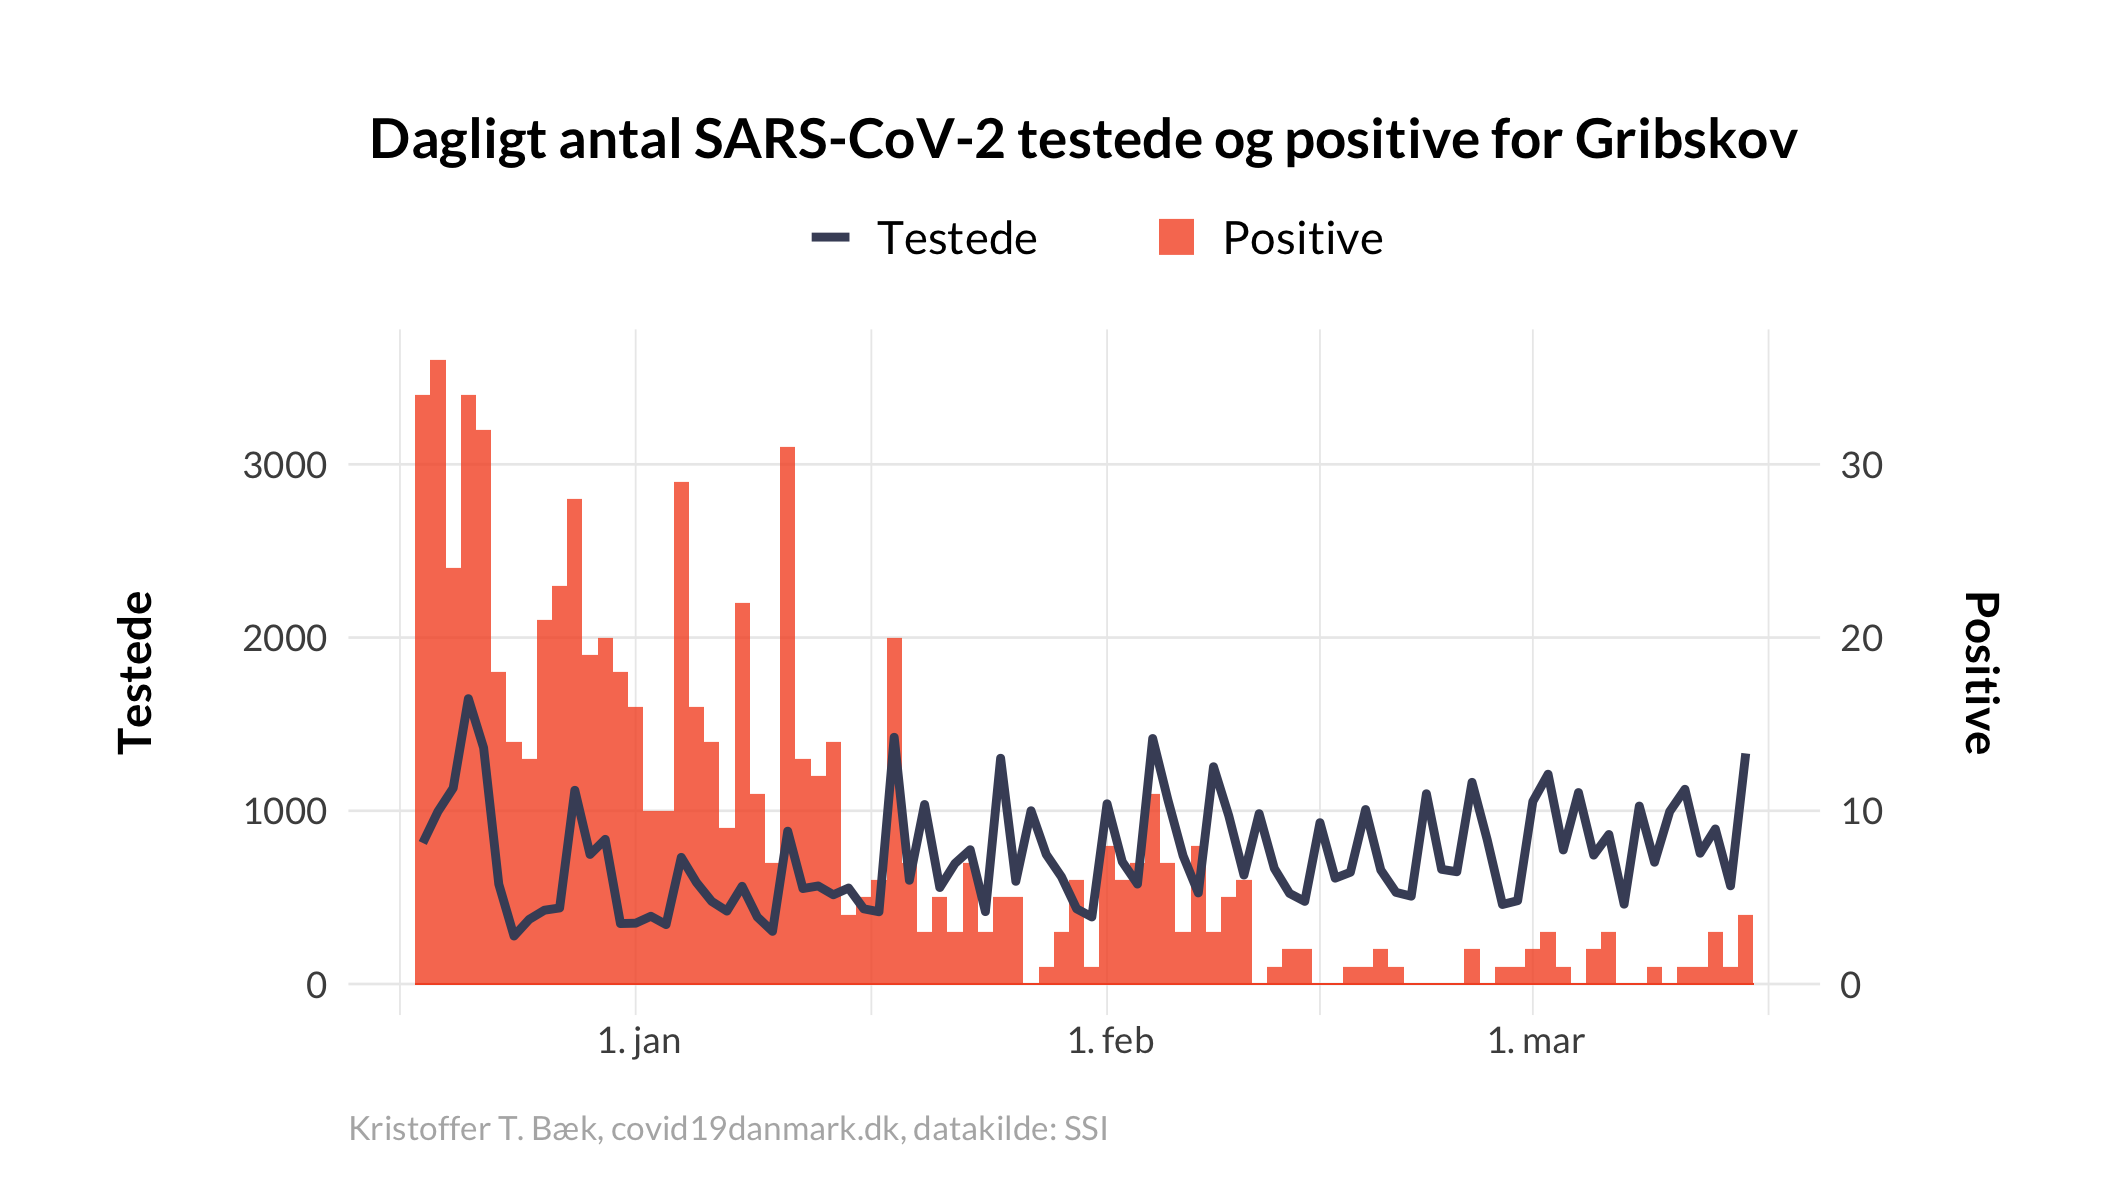 Dagligt antal SARS-CoV-2 testede og positive for Gribskov
Testede
Positive
3000
2000
1000
0
Testede
30
20
10
0
Positive
1. jan
1. feb
1. mar
Kristoffer T. Bæk, covid19danmark.dk, datakilde: SSI